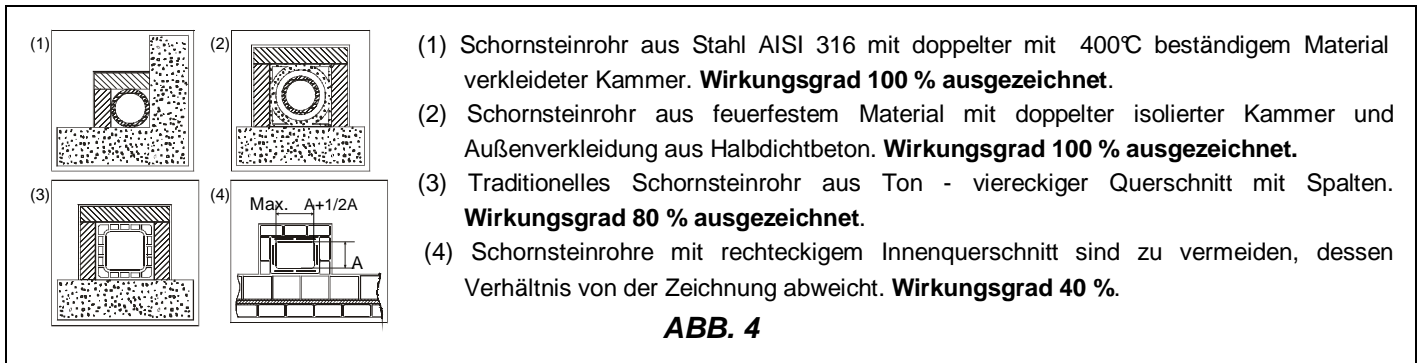 (1) (2)
(3) (4)
Max. A+1/2A
A
(1) Schornsteinrohr aus Stahl AISI 316 mit doppelter mit 400℃ beständigem Material
verkleideter Kammer. Wirkungsgrad 100 % ausgezeichnet.
(2) Schornsteinrohr aus feuerfestem Material mit doppelter isolierter Kammer und
Außenverkleidung aus Halbdichtbeton. Wirkungsgrad 100 % ausgezeichnet.
(3) Traditionelles Schornsteinrohr aus Ton - viereckiger Querschnitt mit Spalten.
Wirkungsgrad 80 % ausgezeichnet.
(4) Schornsteinrohre mit rechteckigem Innenquerschnitt sind zu vermeiden, dessen
Verhältnis von der Zeichnung abweicht. Wirkungsgrad 40 %.
ABB. 4